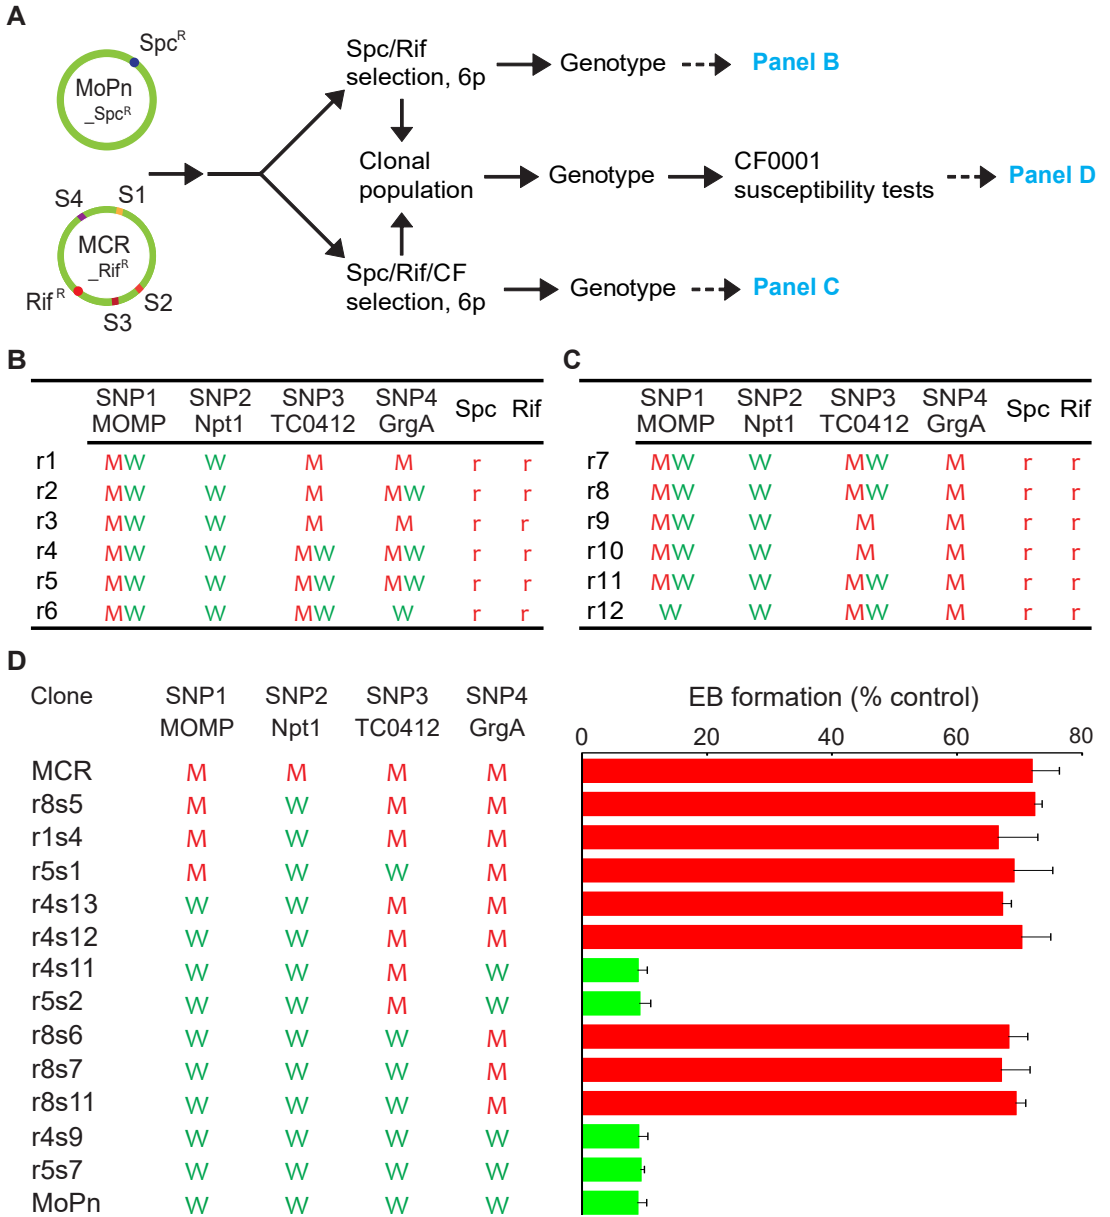 A
Spc^R
MoPn
_Spc^R
S4 S1
MCR
_Rif^R
Rif^R
S2
S3
Spc/Rif
selection, 6p
Genotype
Panel B
Clonal
population
Genotype
CF0001
susceptibility tests
Panel D
Spc/Rif/CF
selection, 6p
Genotype
Panel C
B
SNP1 SNP2 SNP3 SNP4
MOMP Npt1 TC0412 GrgA Spc Rif
r1 MW W M M r r
r2 MW W M MW r r
r3 MW W M M r r
r4 MW W MW MW r r
r5 MW W MW MW r r
r6 MW W MW W r r
C
SNP1 SNP2 SNP3 SNP4
MOMP Npt1 TC0412 GrgA Spc Rif
r7 MW W MW M r r
r8 MW W MW M r r
r9 MW W M M r r
r10 MW W M M r r
r11 MW W MW M r r
r12 W W MW M r r
D
Clone SNP1 SNP2 SNP3 SNP4 EB formation (% control)
MOMP Npt1 TC0412 GrgA
0 20 40 60 80
MCR M M M M
r8s5 M W M M
r1s4 M W M M
r5s1 M W W M
r4s13 W W M M
r4s12 W W M M
r4s11 W W M W
r5s2 W W M W
r8s6 W W W M
r8s7 W W W M
r8s11 W W W M
r4s9 W W W W
r5s7 W W W W
MoPn W W W W